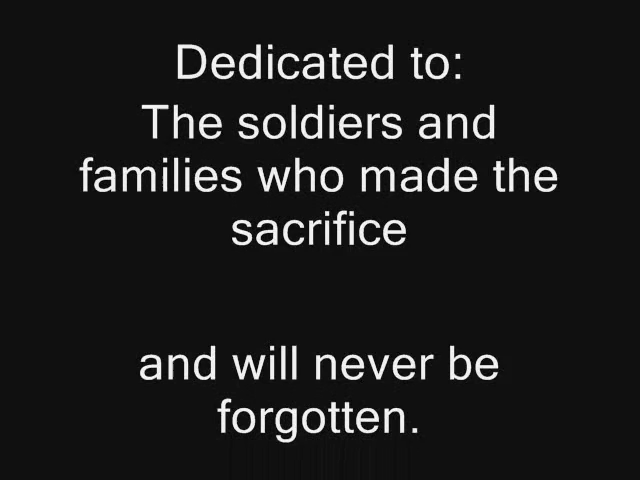 Dedicated to:
The soldiers and
families who made the
sacrifice
and will never be
forgotten.